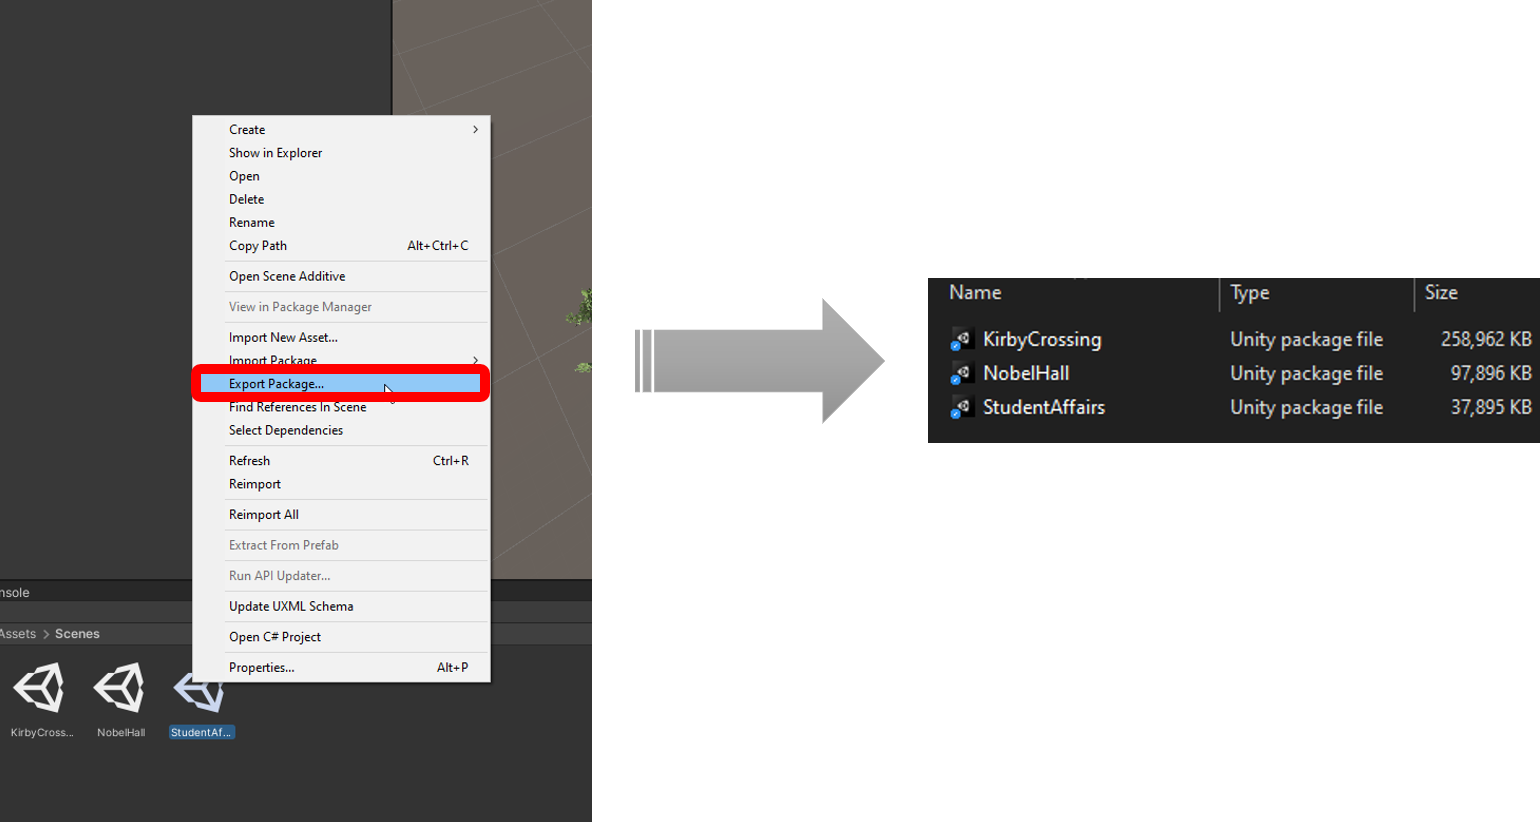 Create
Show in Explorer
Open
Delete
Rename
Copy Path Alt+Ctrl+C
Open Scene Additive
View in Package Manager
Import New Asset...
Import Package
Export Package...
Find References In Scene
Select Dependencies
Refresh Ctrl+R
Reimport
Reimport All
Extract From Prefab
Run API Updater...
Update UXML Schema
Open C# Project
Properties... Alt+P
nsole
Assets > Scenes
KirbyCross...
NobelHall
StudentAf...
Name Type Size
KirbyCrossing Unity package file 258,962 KB
NobelHall Unity package file 97,896 KB
StudentAffairs Unity package file 37,895 KB